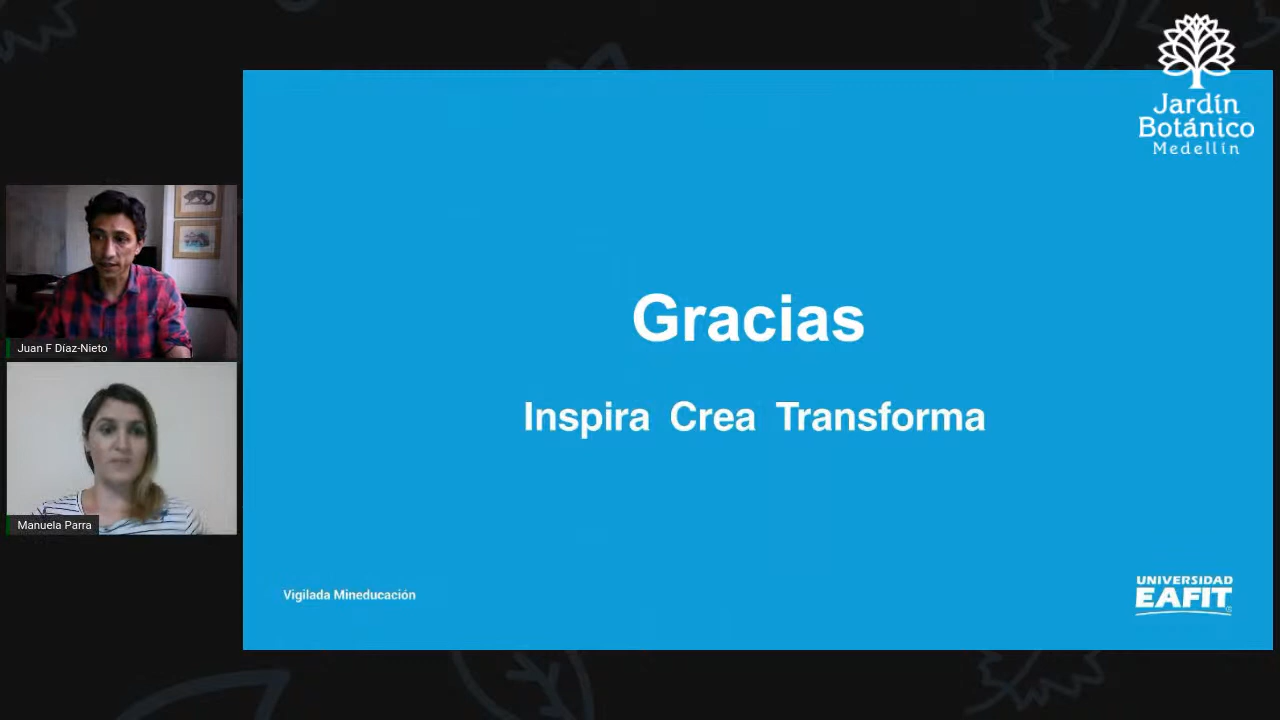 Jardín
Botánico
Medellín
Juan F Díaz-Nieto
Manuela Parra
Gracias
Inspira Crea Transforma
Vigilada Mineducación
UNIVERSIDAD
EAFIT